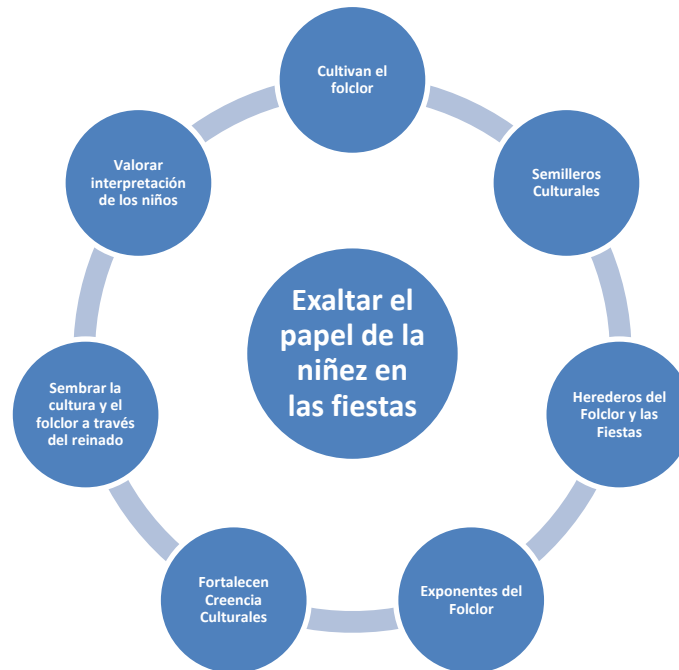 Cultivan el
folclor
Semilleros
Culturales
Herederos del
Folclor y las
Fiestas
Exponentes del
Folclor
Fortalecen
Creencia
Culturales
Sembrar la
cultura y el
folclor a través
del reinado
Valorar
interpretación
de los niños
Exaltar el
papel de la
niñez en
las fiestas